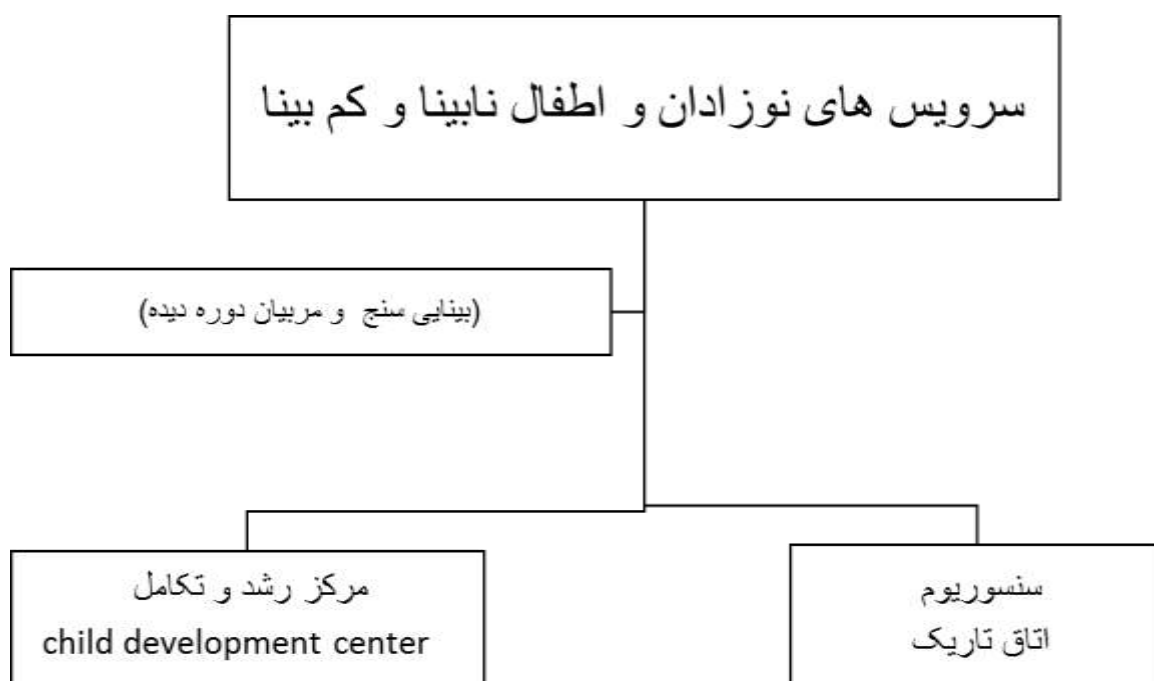 سرویس های نوزادان و اطفال نابینا و کم بینا
(بینایی سنج و مربیان دوره دیده)
سنسوریوم
اتاق تاریک
مرکز رشد و تکامل
child development center